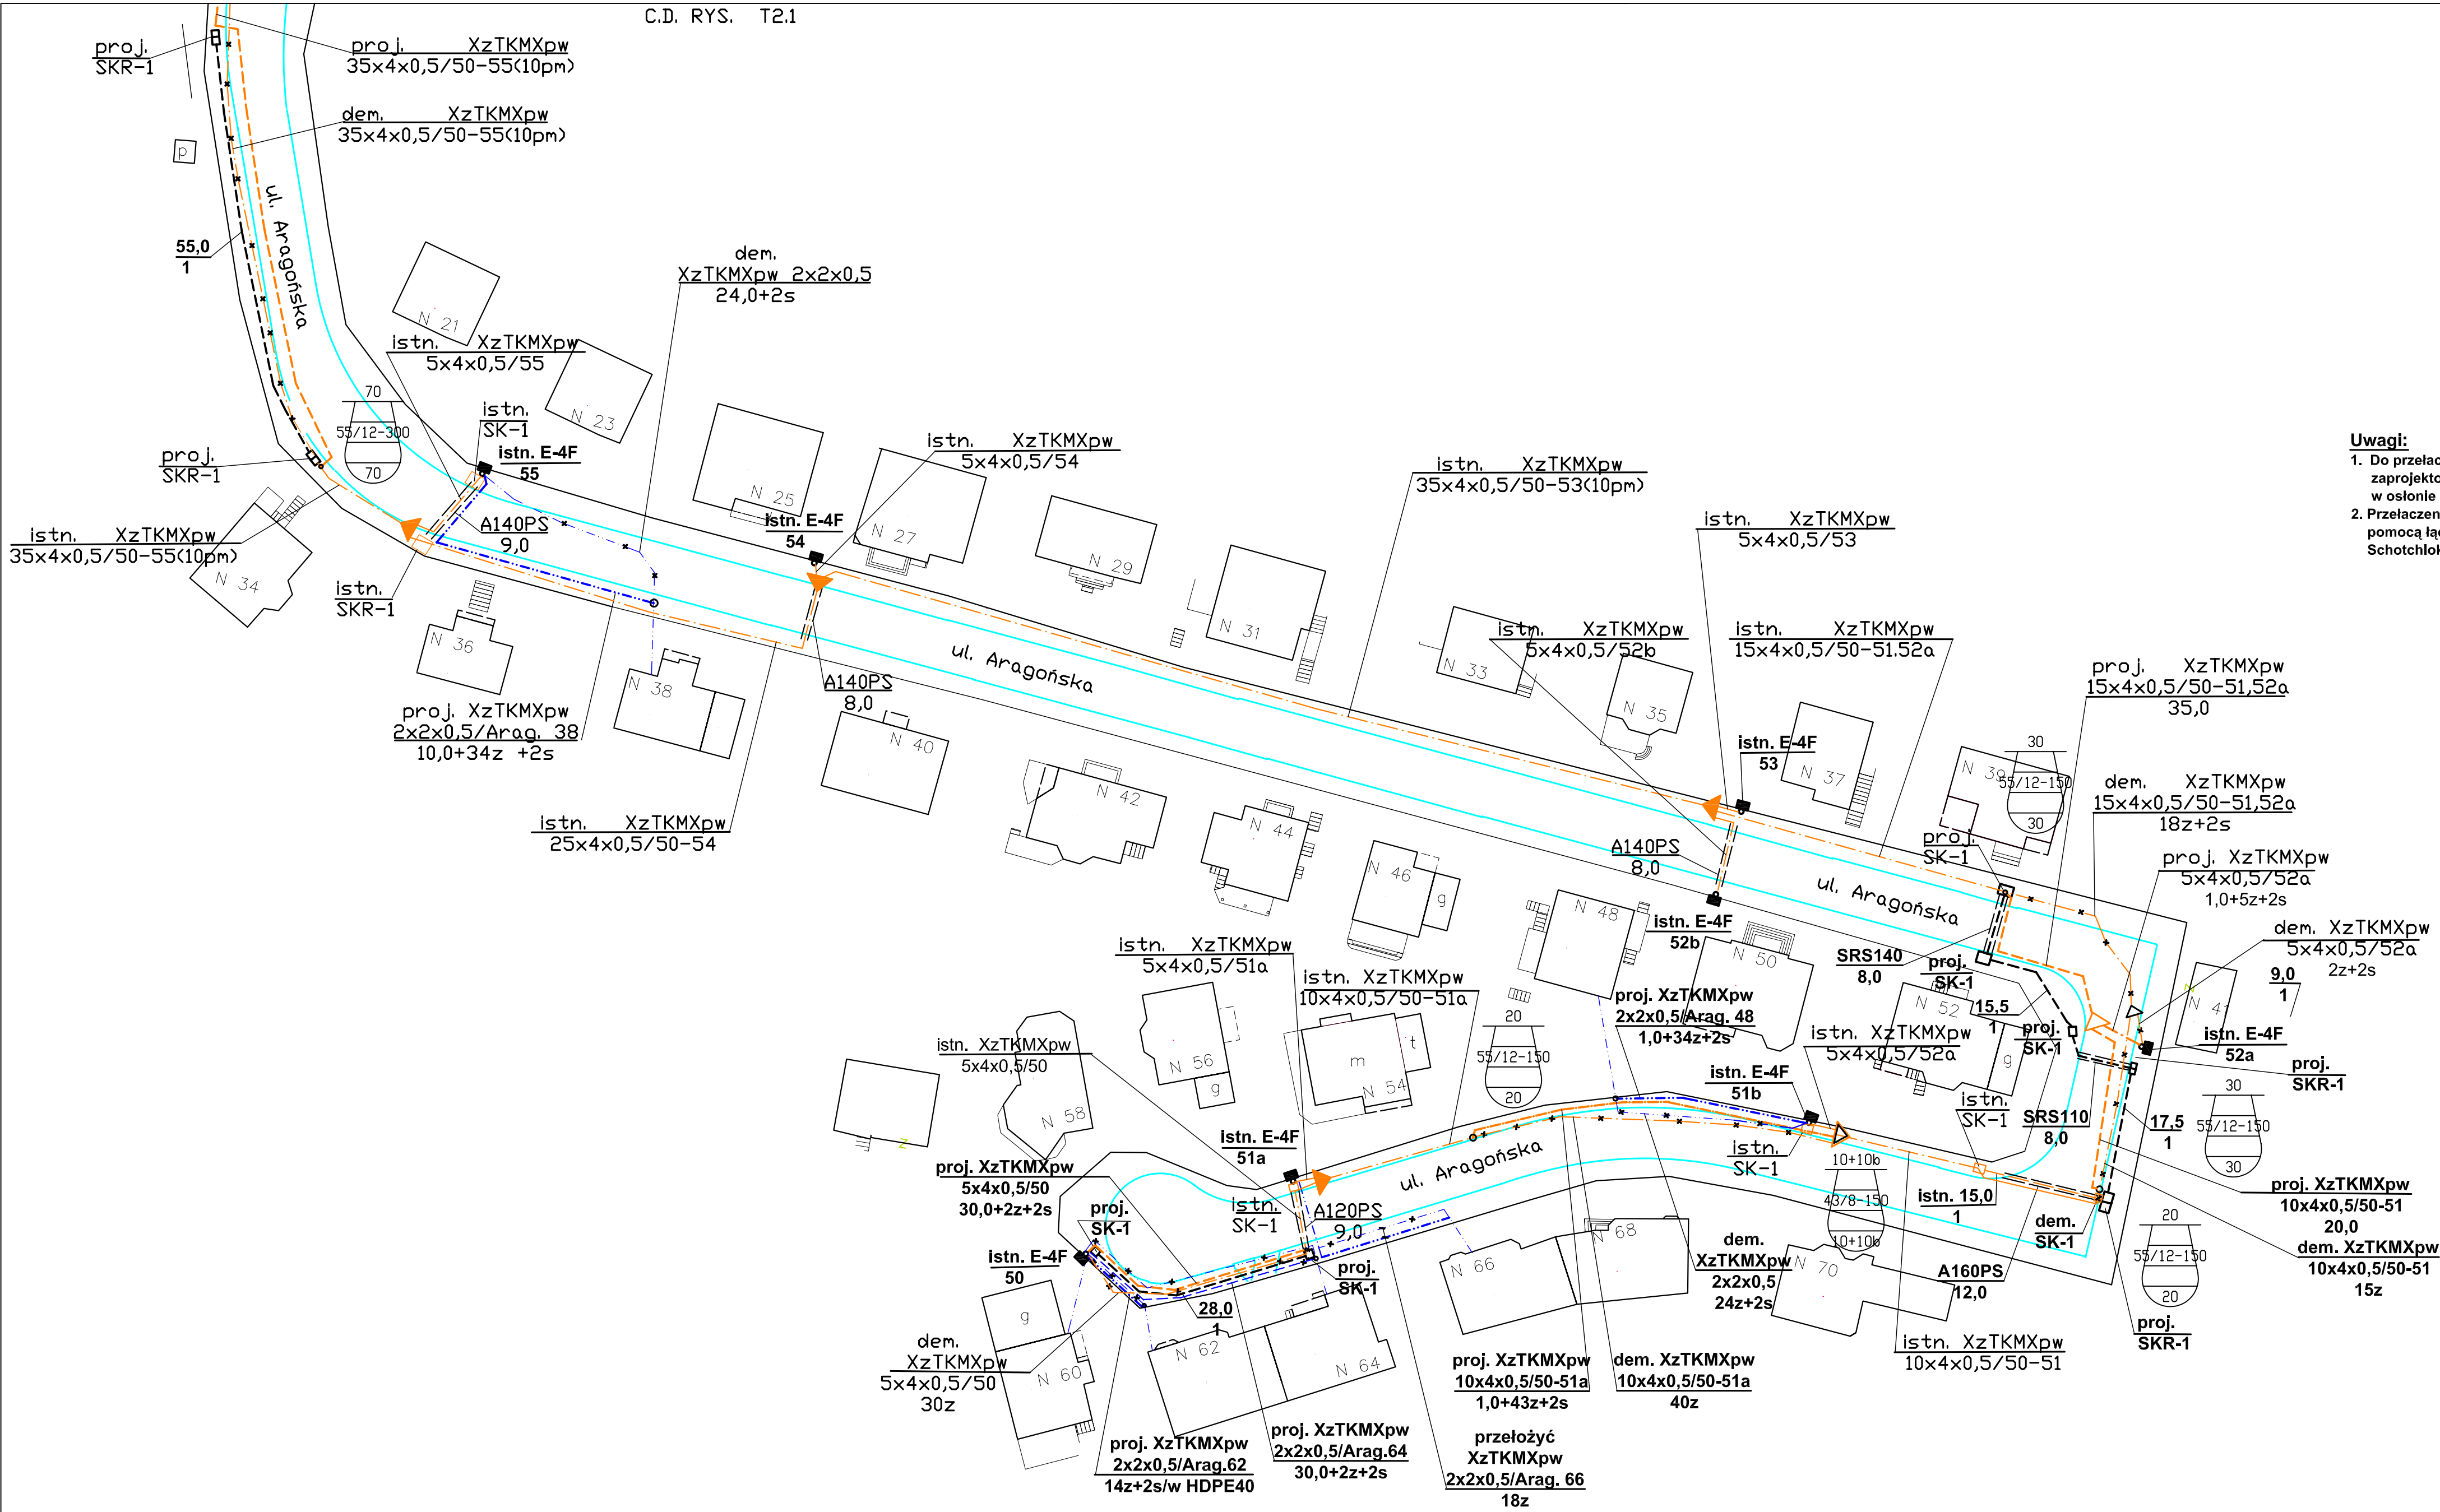 C.D. RYS. T2.1
proj.
SKR-1
proj. XzTKMXpw
35x4x0,5/50-55(10pm)
dem. XzTKMXpw
35x4x0,5/50-55(10pm)
p
ul. Aragońska
55,0
1
N 21
dem.
XzTKMXpw 2x2x0,5
24,0+2s
istn. XzTKMXpw
5x4x0,5/55
N 23
70
55/12-300
70
istn.
SK-1
istn. E-4F
55
proj.
SKR-1
istn. XzTKMXpw
35x4x0,5/50-55(10pm)
N 34
A140PS
9,0
istn.
SKR-1
N 25
istn. E-4F
54
N 27
istn. XzTKMXpw
5x4x0,5/54
N 29
istn. XzTKMXpw
35x4x0,5/50-53(10pm)
istn. XzTKMXpw
5x4x0,5/53
Uwagi:
1. Do przełac
zaprojekto
w osłonie
2. Przełaczen
pomocą łąc
Schotchlok
N 36
N 38
N 31
N 33
istn. XzTKMXpw
5x4x0,5/52b
istn. XzTKMXpw
15x4x0,5/50-51.52a
N 35
ul. Aragońska
A140PS
8,0
proj. XzTKMXpw
2x2x0,5/Arag. 38
10,0+34z +2s
N 40
istn. XzTKMXpw
25x4x0,5/50-54
N 42
N 44
N 46
g
istn. E-4F
53
N 37
N 39
30
55/12-150
30
proj. XzTKMXpw
15x4x0,5/50-51,52a
35,0
dem. XzTKMXpw
15x4x0,5/50-51,52a
18z+2s
proj.
SK-1
proj. XzTKMXpw
5x4x0,5/52a
1,0+5z+2s
A140PS
8,0
ul. Aragońska
istn. E-4F
52b
N 48
N 50
SRS140
8,0
proj.
SK-1
dem. XzTKMXpw
5x4x0,5/52a
2z+2s
9,0
1
z
N 41
istn. XzTKMXpw
5x4x0,5/51a
istn. XzTKMXpw
10x4x0,5/50-51a
proj. XzTKMXpw
2x2x0,5/Arag. 48
1,0+34z+2s
N 52
g
15,5
1
proj.
SK-1
istn. E-4F
52a
proj.
SKR-1
istn. XzTKMXpw
5x4x0,5/52a
istn. XzTKMXpw
5x4x0,5/50
N 58
N 56
g
m
t
N 54
20
55/12-150
20
istn. E-4F
51b
istn.
SK-1
SRS110
8,0
17,5
1
30
55/12-150
30
z
istn. E-4F
51a
ul. Aragońska
istn.
SK-1
10+10b
43/8-150
10+10b
istn. 15,0
1
dem.
SK-1
proj. XzTKMXpw
10x4x0,5/50-51
20,0
20
55/12-150
20
dem. XzTKMXpw
10x4x0,5/50-51
15z
proj. XzTKMXpw
5x4x0,5/50
30,0+2z+2s
proj.
SK-1
istn.
SK-1
A120PS
9,0
istn. E-4F
50
proj.
SK-1
28,0
1
N 66
N 68
dem.
XzTKMXpw
2x2x0,5
24z+2s
N 70
A160PS
12,0
proj.
SKR-1
istn. XzTKMXpw
10x4x0,5/50-51
g
N 60
dem.
XzTKMXpw
5x4x0,5/50
30z
N 62
N 64
proj. XzTKMXpw
10x4x0,5/50-51a
1,0+43z+2s
dem. XzTKMXpw
10x4x0,5/50-51a
40z
proj. XzTKMXpw
2x2x0,5/Arag.62
14z+2s/w HDPE40
proj. XzTKMXpw
2x2x0,5/Arag.64
30,0+2z+2s
przełożyć
XzTKMXpw
2x2x0,5/Arag. 66
18z